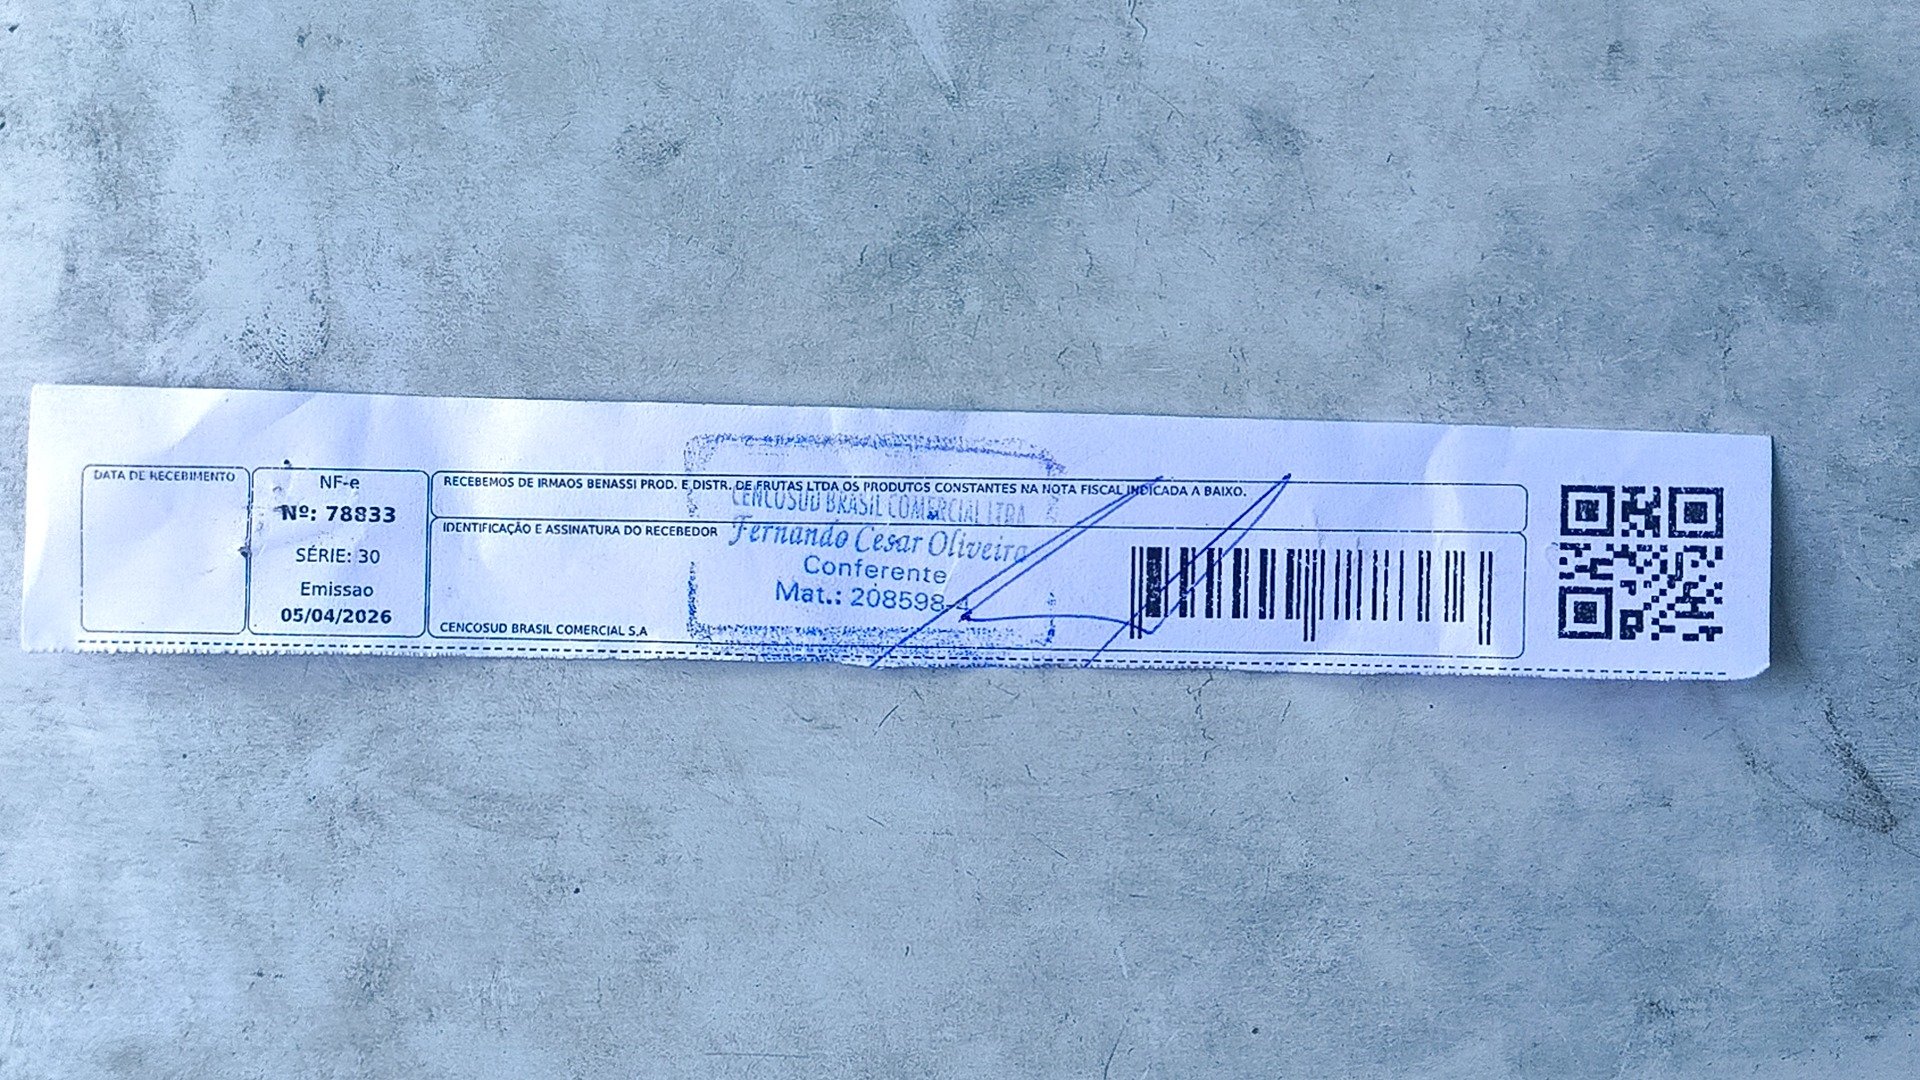 DATA DE RECEBIMENTO
NF-e
Nº: 78833
SÉRIE: 30
Emissao
05/04/2026
RECEBEMOS DE IRMAOS BENASSI PROD. E DISTR. DE FRUTAS LTDA OS PRODUTOS CONSTANTES NA NOTA FISCAL INDICADA A BAIXO.
IDENTIFICAÇÃO E ASSINATURA DO RECEBEDOR
CENCOSUD BRASIL COMERCIAL LTDA
Fernando Cesar Oliveira
Conferente
Mat.: 208598-4
CENCOSUD BRASIL COMERCIAL S.A